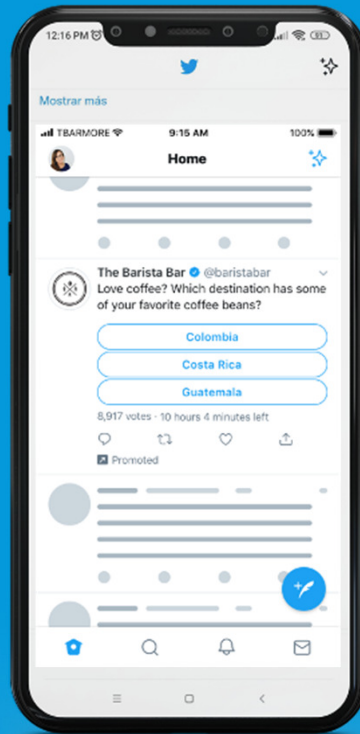 12:16 PM
Mostrar más
TBARMORE
9:15 AM
100%
Home
The Barista Bar @baristabar
Love coffee? Which destination has some
of your favorite coffee beans?
Colombia
Costa Rica
Guatemala
8,917 votes · 10 hours 4 minutes left
Promoted